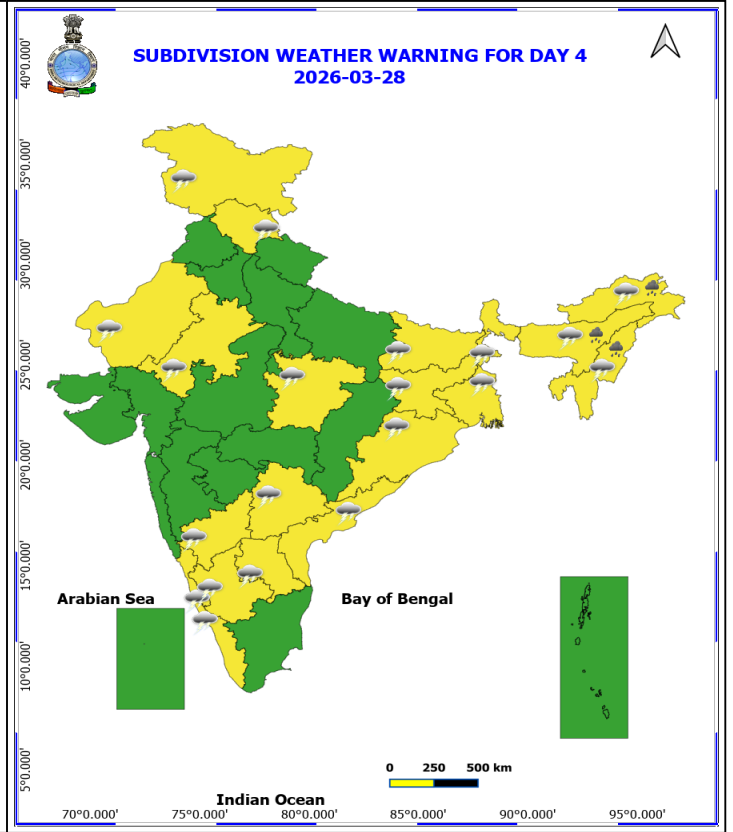 SUBDIVISION WEATHER WARNING FOR DAY 4
2026-03-28
40°0.000'
35°0.000'
30°0.000'
25°0.000'
20°0.000'
15°0.000'
10°0.000'
5°0.000'
Arabian Sea
Bay of Bengal
0 250 500 km
Indian Ocean
70°0.000' 75°0.000' 80°0.000' 85°0.000' 90°0.000' 95°0.000'